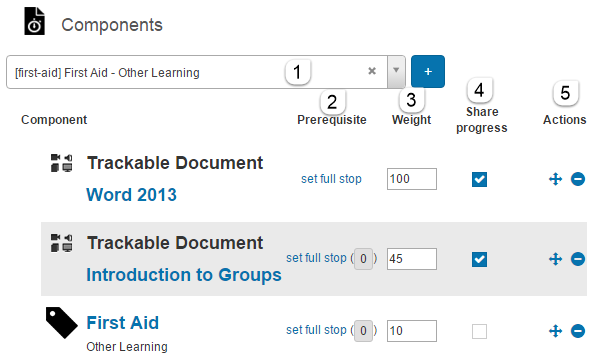 Components
[first-aid] First Aid - Other Learning 1 × +
2 3 4 5
Component Prerequisite Weight Share progress Actions
Trackable Document
Word 2013
set full stop 100
Trackable Document
Introduction to Groups
set full stop (0) 45
First Aid
Other Learning
set full stop (0) 10